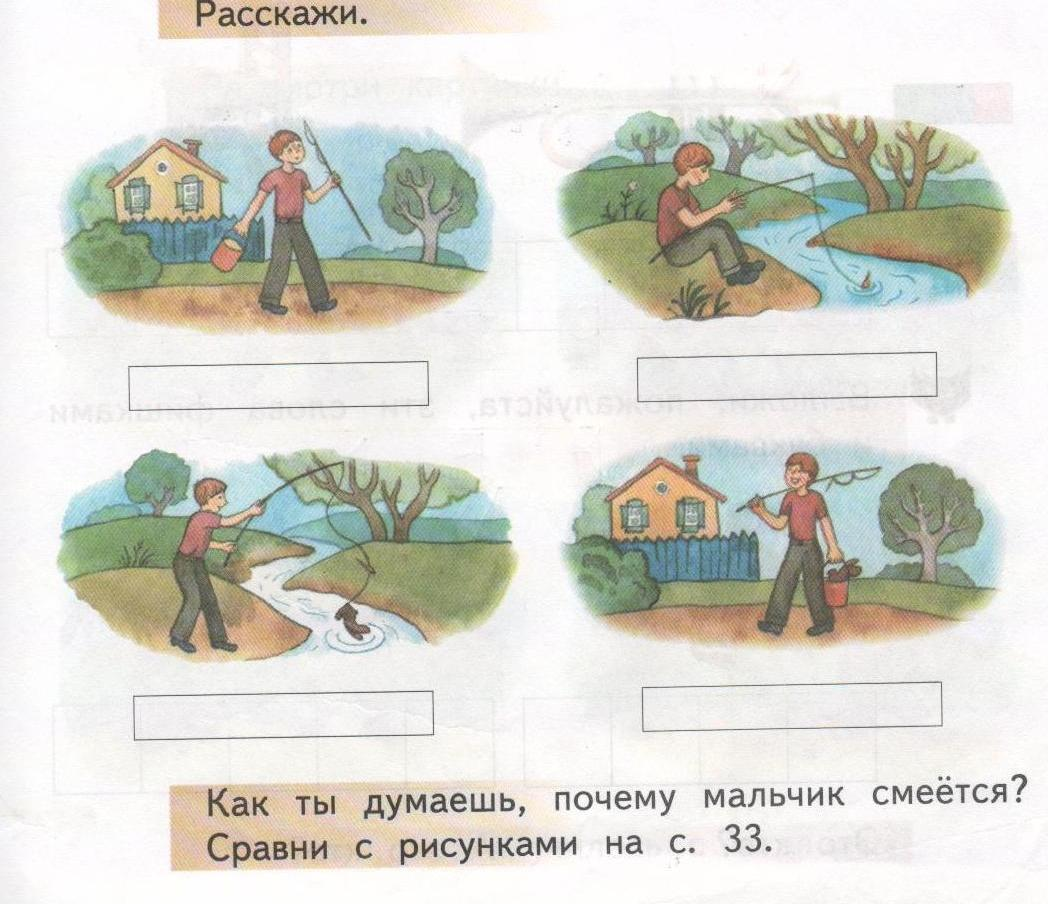 Расскажи.
Как ты думаешь, почему мальчик смеётся?
Сравни с рисунками на с. 33.